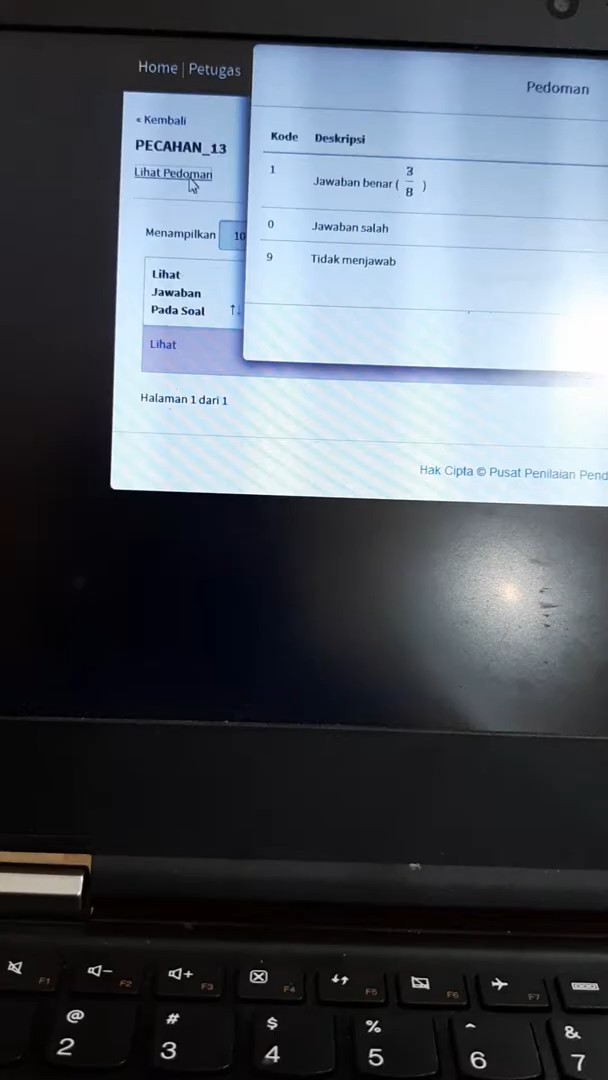 Home | Petugas
« Kembali
PECAHAN_13
Lihat Pedoman
Menampilkan 10
Lihat
Jawaban
Pada Soal ↑↓
Lihat
Halaman 1 dari 1
Pedoman
Kode Deskripsi
1 Jawaban benar ( 3/8 )
0 Jawaban salah
9 Tidak menjawab
Hak Cipta © Pusat Penilaian Pend
F1 F2 F3 F4 F5 F6 F7
@ # $ % ^ &
2 3 4 5 6 7